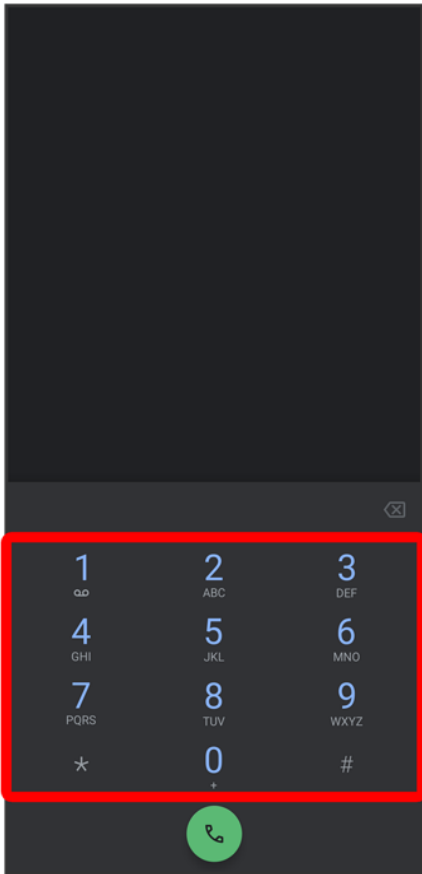 1 2 3
ABC DEF
4 5 6
GHI JKL MNO
7 8 9
PQRS TUV WXYZ
* 0 #
+